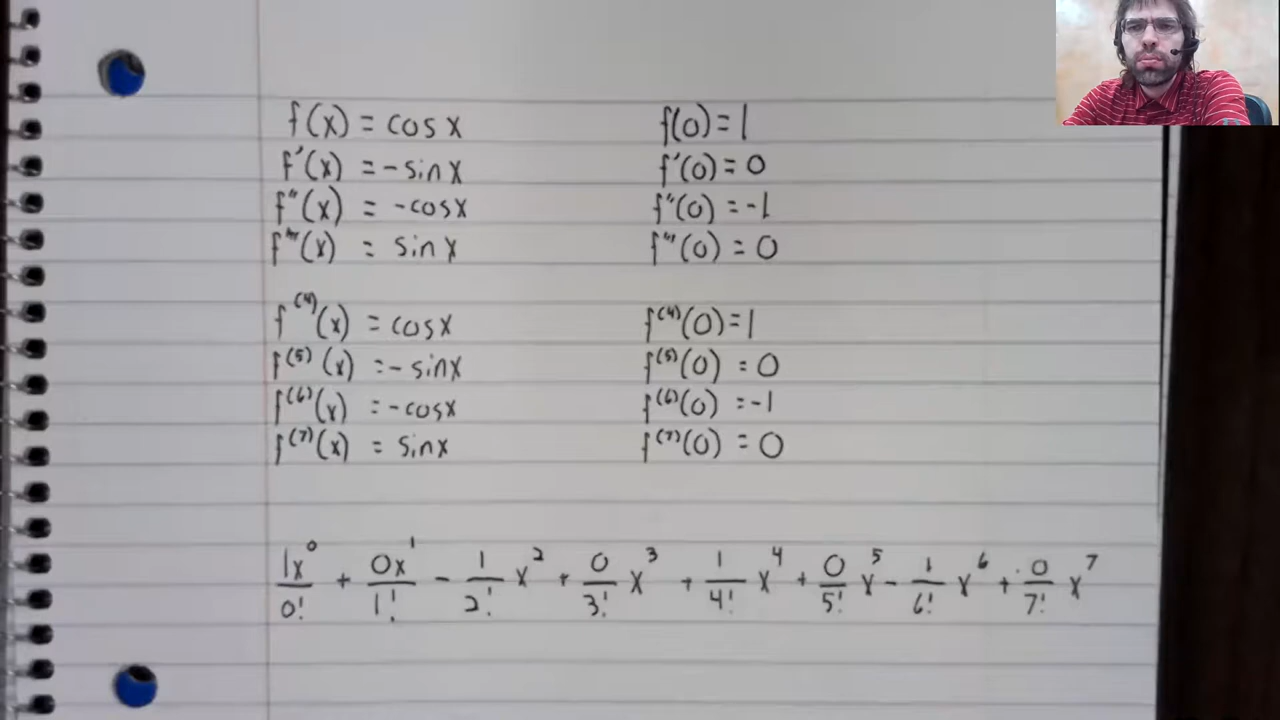 f(x) = cos x f(0) = 1
f'(x) = - sin x f'(0) = 0
f''(x) = - cos x f''(0) = -1
f'''(x) = sin x f'''(0) = 0
f^(4)(x) = cos x f^(4)(0) = 1
f^(5)(x) = - sin x f^(5)(0) = 0
f^(6)(x) = - cos x f^(6)(0) = -1
f^(7)(x) = sin x f^(7)(0) = 0
1x^0/0! + 0x^1/1! - 1/2! x^2 + 0/3! x^3 + 1/4! x^4 + 0/5! x^5 - 1/6! x^6 + 0/7! x^7